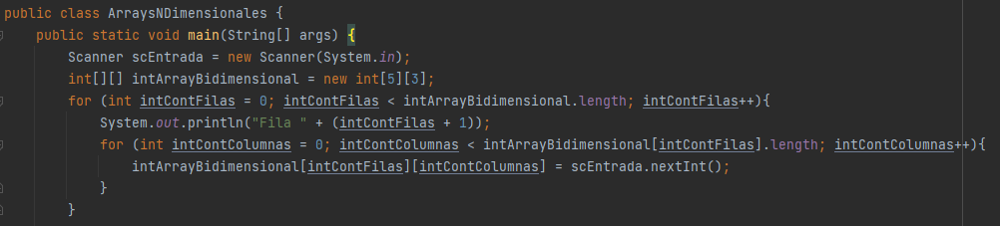 public class ArraysNDimensionales {
    public static void main(String[] args) {
        Scanner scEntrada = new Scanner(System.in);
        int[][] intArrayBidimensional = new int[5][3];
        for (int intContFilas = 0; intContFilas < intArrayBidimensional.length; intContFilas++){
            System.out.println("Fila " + (intContFilas + 1));
            for (int intContColumnas = 0; intContColumnas < intArrayBidimensional[intContFilas].length; intContColumnas++){
                intArrayBidimensional[intContFilas][intContColumnas] = scEntrada.nextInt();
            }
        }